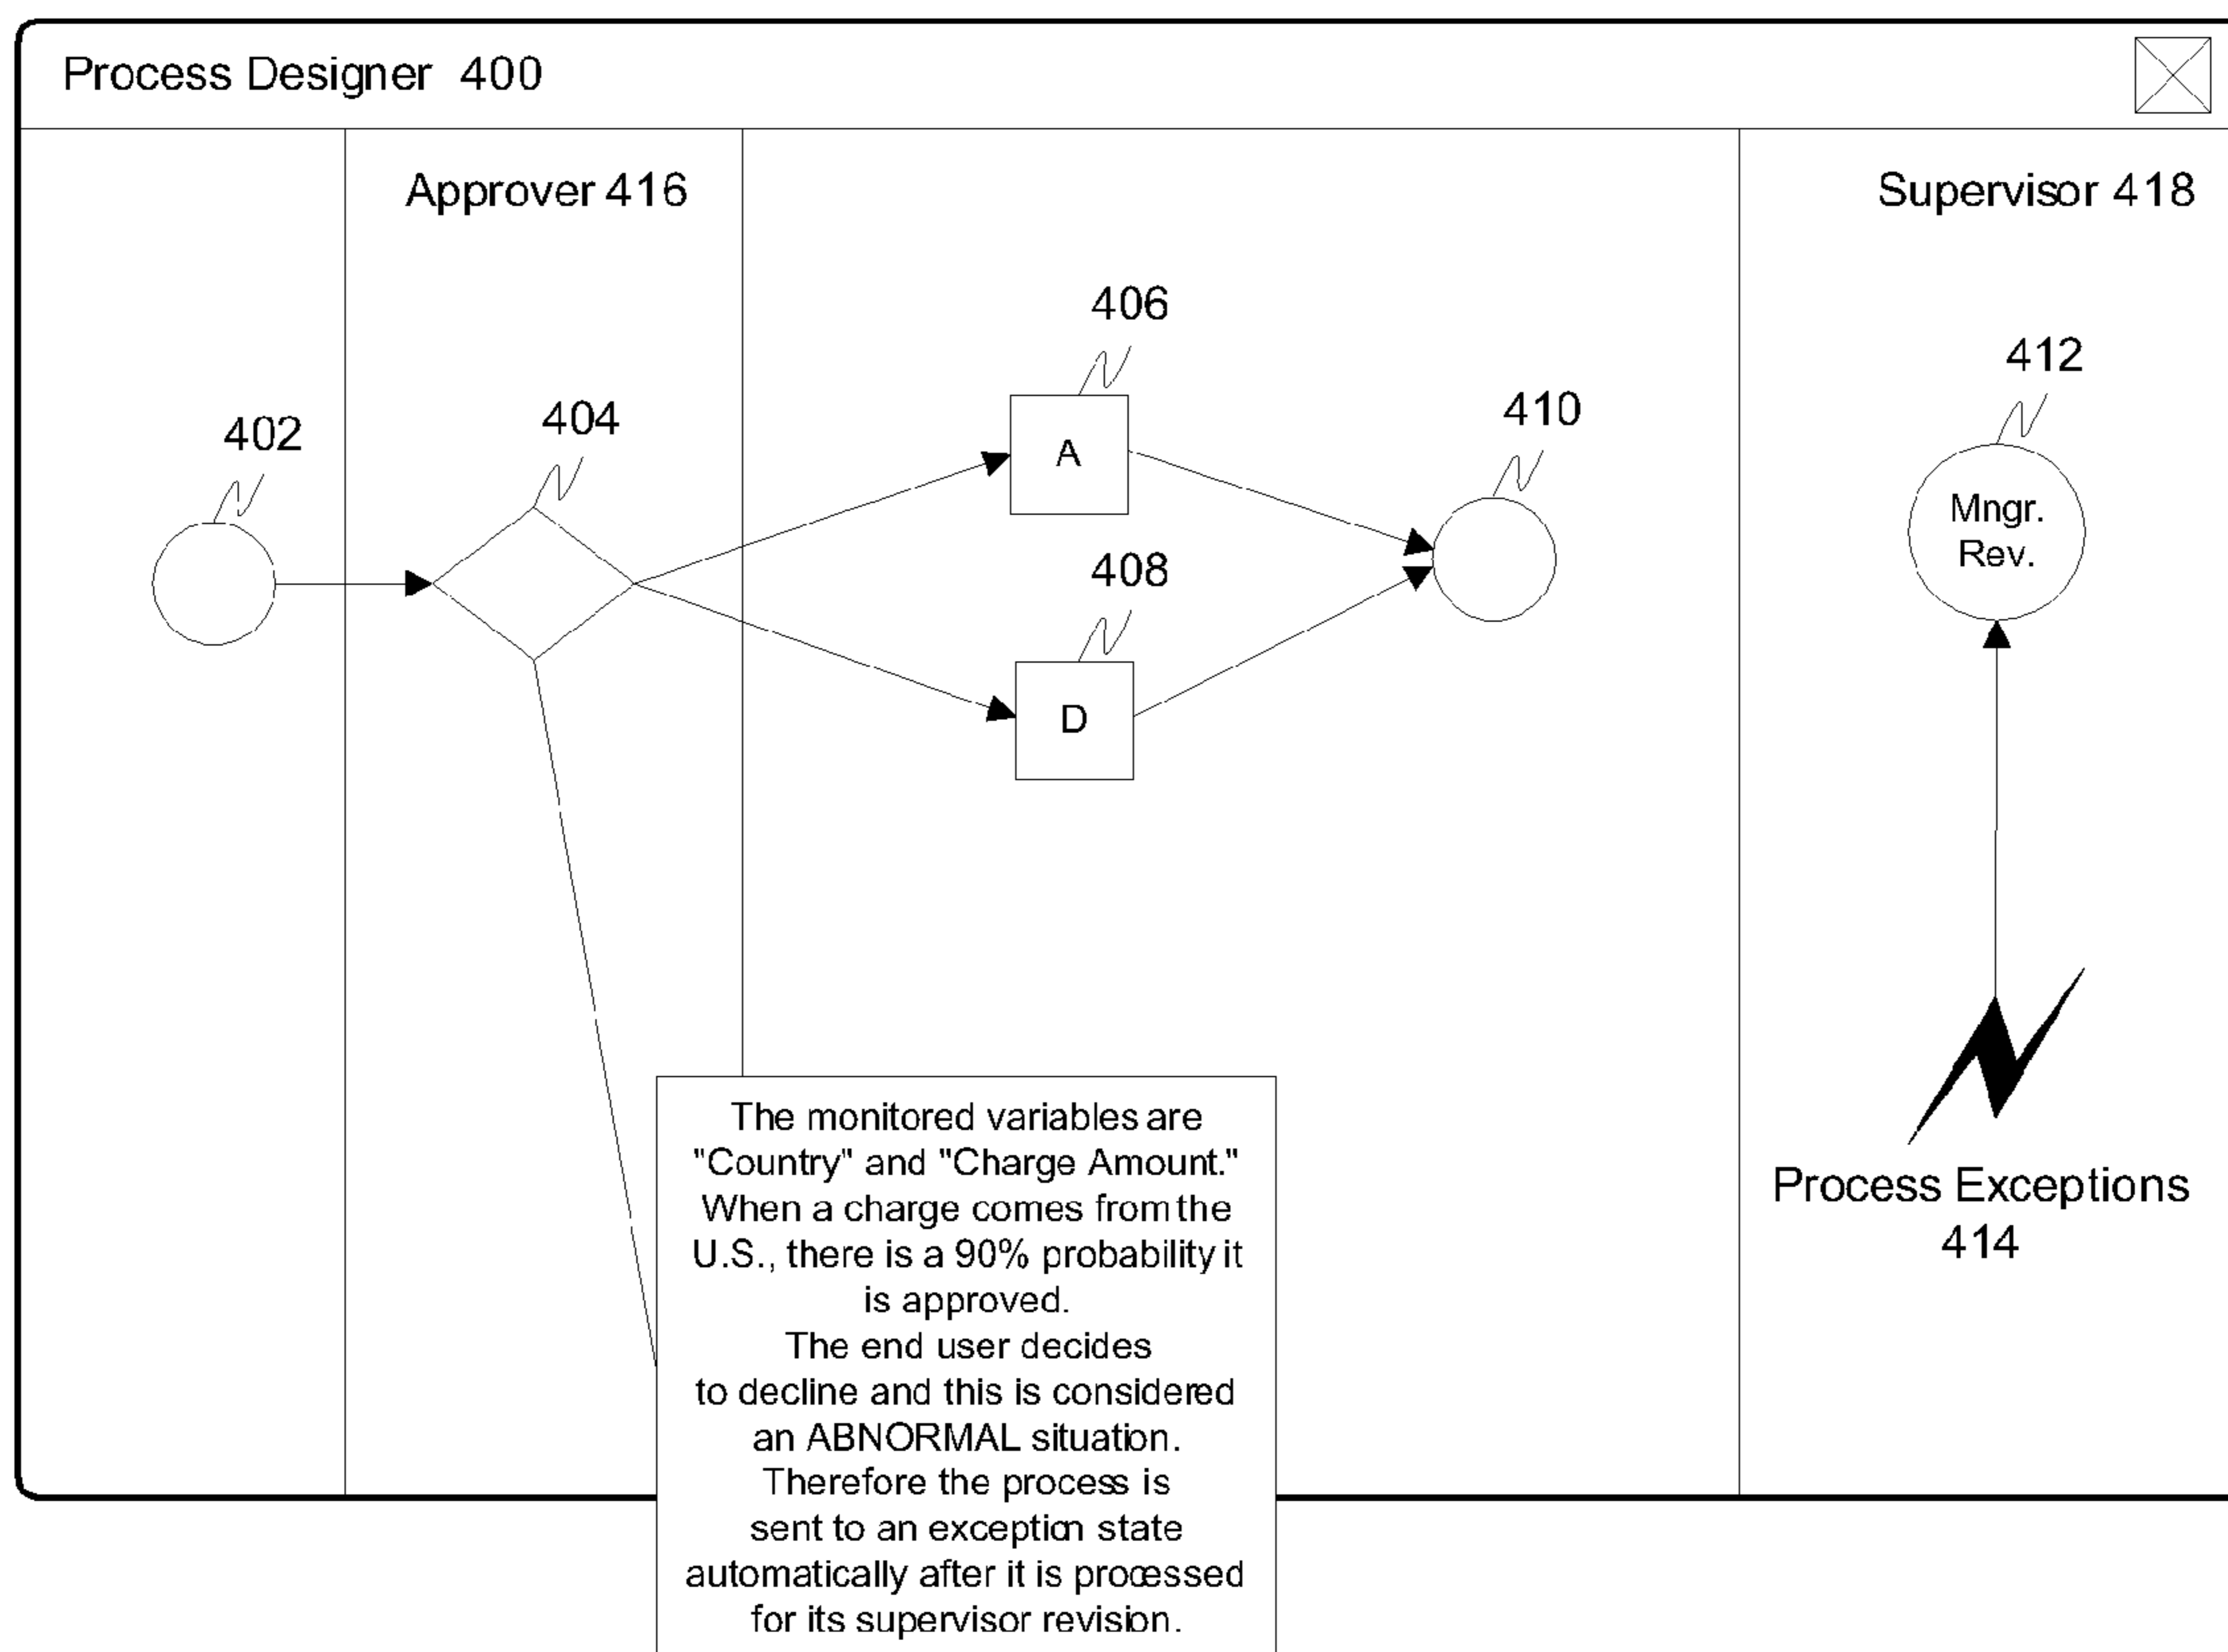 Process Designer 400
Approver 416
Supervisor 418
406
412
404
410
402
A
Mngr.
Rev.
408
D
The monitored variables are
"Country" and "Charge Amount."
When a charge comes from the
U.S., there is a 90% probability it
is approved.
The end user decides
to decline and this is considered
an ABNORMAL situation.
Therefore the process is
sent to an exception state
automatically after it is processed
for its supervisor revision.
Process Exceptions
414